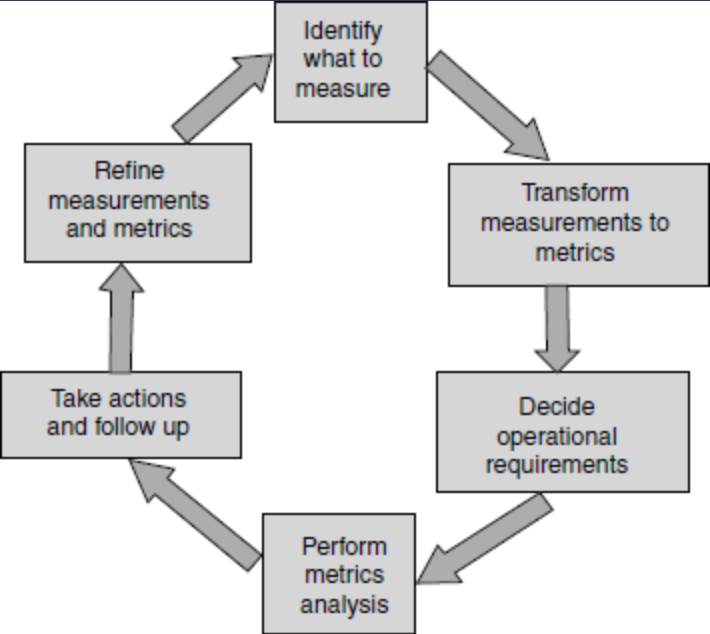 Identify
what to
measure
Transform
measurements to
metrics
Decide
operational
requirements
Perform
metrics
analysis
Take actions
and follow up
Refine
measurements
and metrics